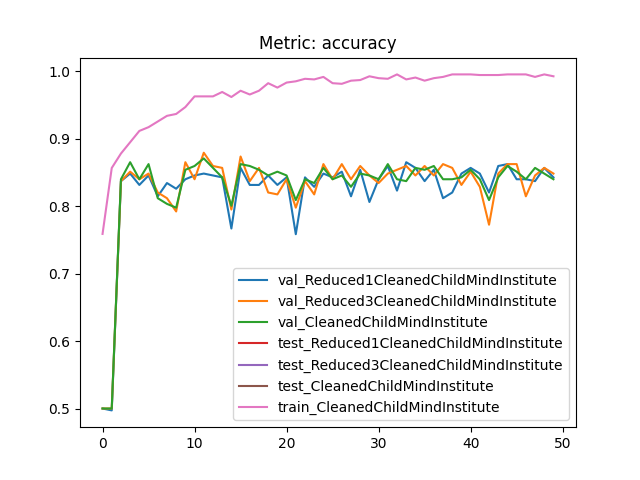 Metric: accuracy
1.0
0.9
0.8
0.7
0.6
0.5
val_Reduced1CleanedChildMindInstitute
val_Reduced3CleanedChildMindInstitute
val_CleanedChildMindInstitute
test_Reduced1CleanedChildMindInstitute
test_Reduced3CleanedChildMindInstitute
test_CleanedChildMindInstitute
train_CleanedChildMindInstitute
0 10 20 30 40 50